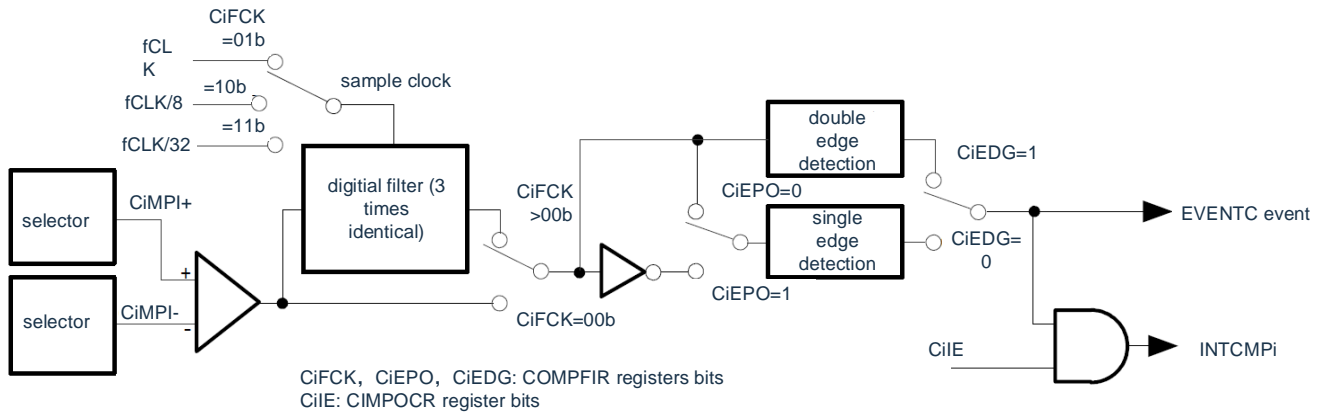 CiFCK
=01b
fCL
K
sample clock
=10b
fCLK/8
=11b
fCLK/32
double
edge
detection
CiEDG=1
digitial filter (3
times
identical)
CiFCK
>00b
CiEPO=0
selector
CiMPI+
single
edge
detection
EVENTC event
CiEDG=
0
+
CiEPO=1
selector
CiMPI-
-
CiFCK=00b
CiIE
INTCMPi
CiFCK, CiEPO, CiEDG: COMPFIR registers bits
CiIE: CIMPOCR register bits